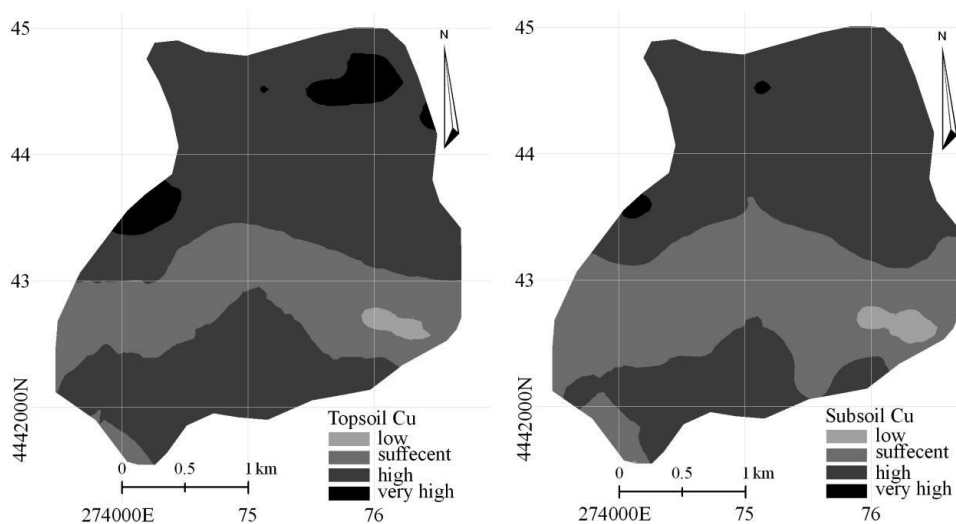 45
N
44
43
4442000N
Topsoil Cu
low
suffecent
high
very high
0 0.5 1 km
274000E 75 76
45
N
44
43
4442000N
Subsoil Cu
low
suffecent
high
very high
0 0.5 1 km
274000E 75 76